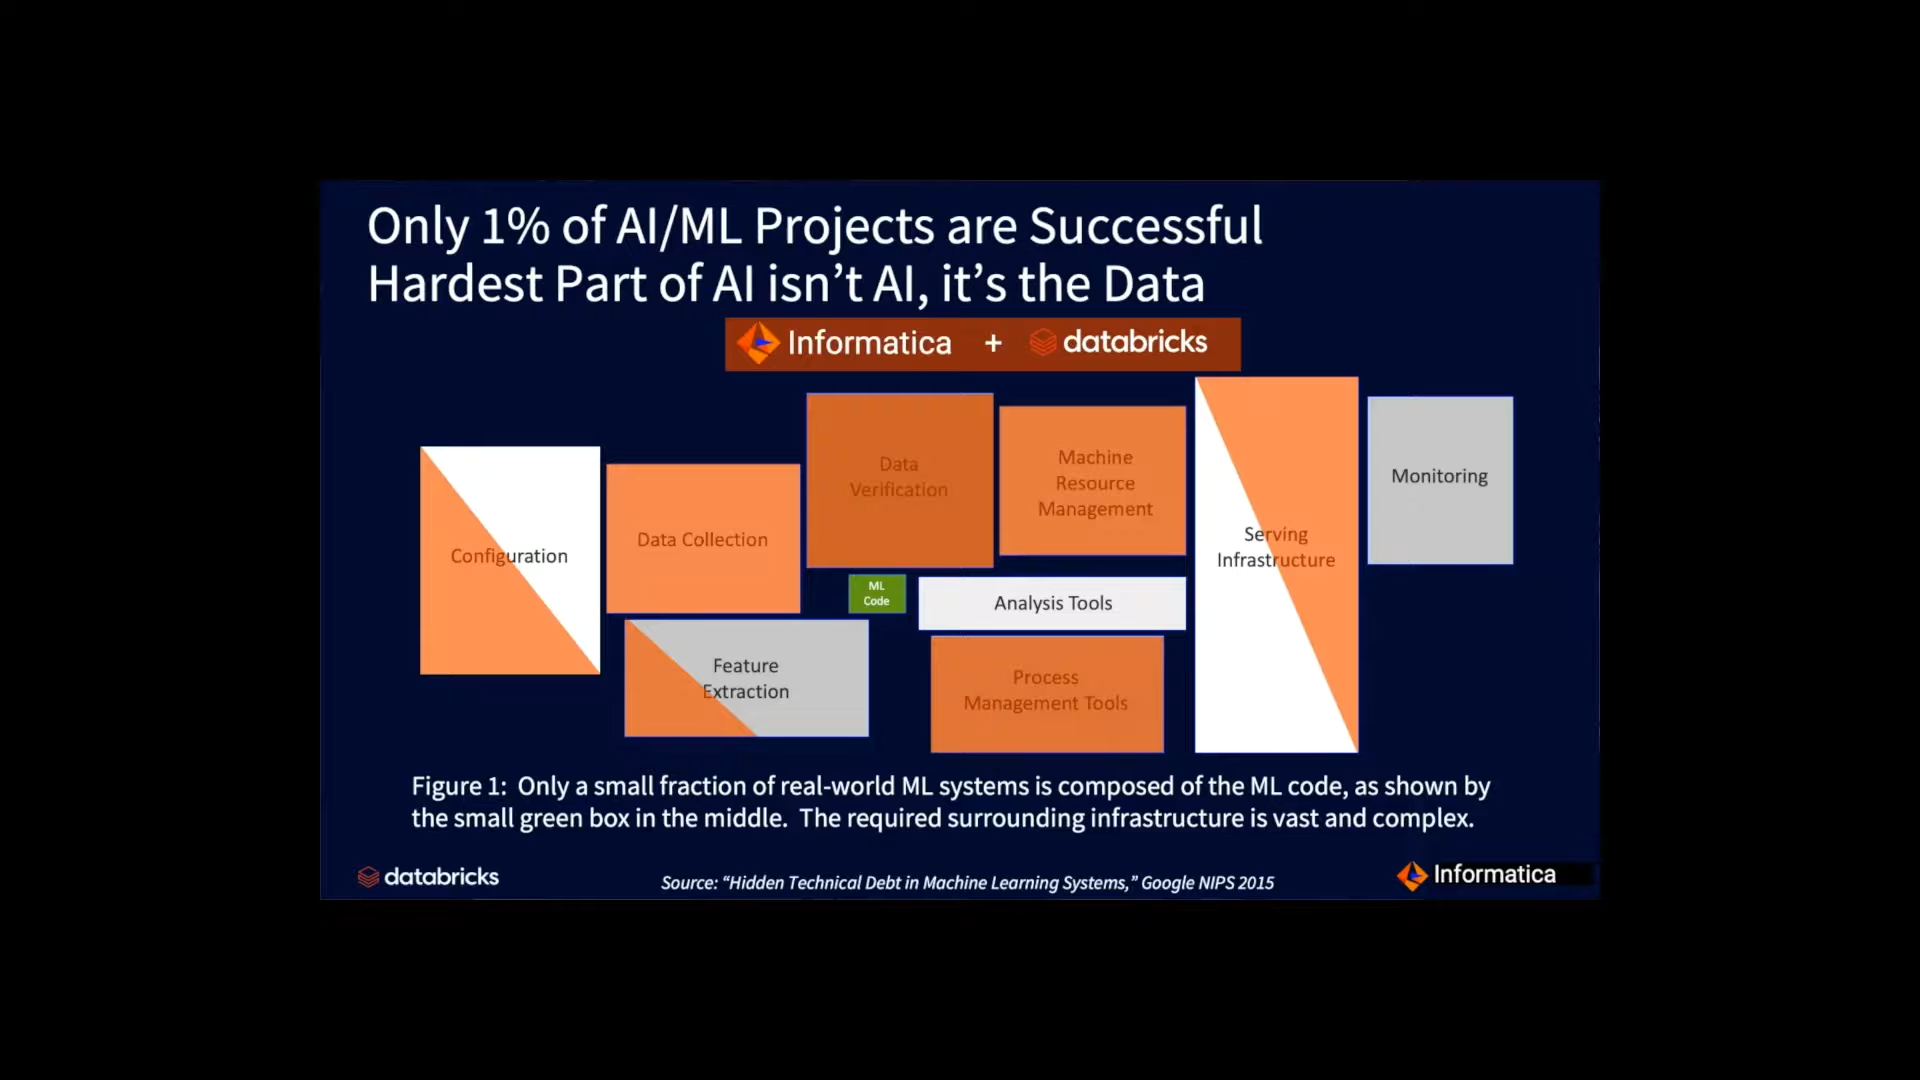 Only 1% of AI/ML Projects are Successful
Hardest Part of AI isn’t AI, it’s the Data
Informatica + databricks
Configuration
Data Collection
Data
Verification
Machine
Resource
Management
Serving
Infrastructure
Monitoring
ML
Code
Analysis Tools
Feature
Extraction
Process
Management Tools
Figure 1: Only a small fraction of real-world ML systems is composed of the ML code, as shown by
the small green box in the middle. The required surrounding infrastructure is vast and complex.
databricks
Source: “Hidden Technical Debt in Machine Learning Systems,” Google NIPS 2015
Informatica